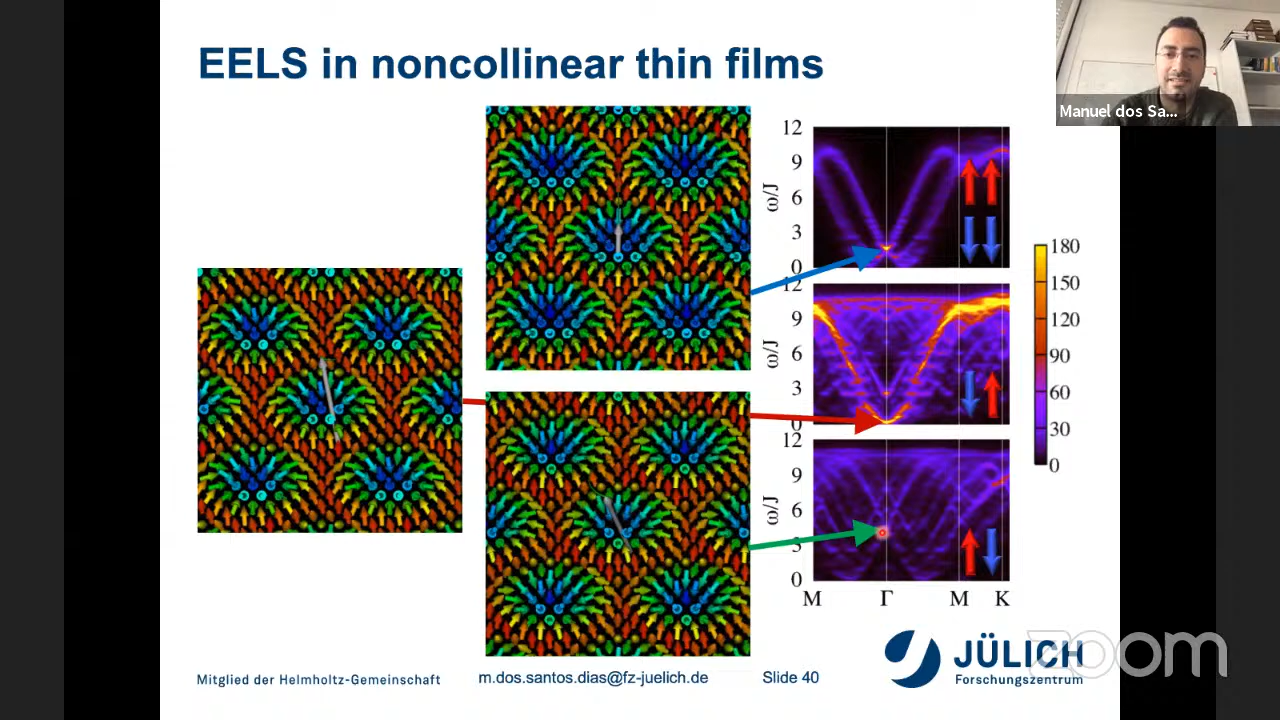 EELS in noncollinear thin films
Manuel dos Sa...
12
9
6
3
0
ω/J
12
9
6
3
0
ω/J
12
9
6
3
0
ω/J
M
Γ
M
K
180
150
120
90
60
30
0
Mitglied der Helmholtz-Gemeinschaft
m.dos.santos.dias@fz-juelich.de
Slide 40
JÜLICH
Forschungszentrum
zoom